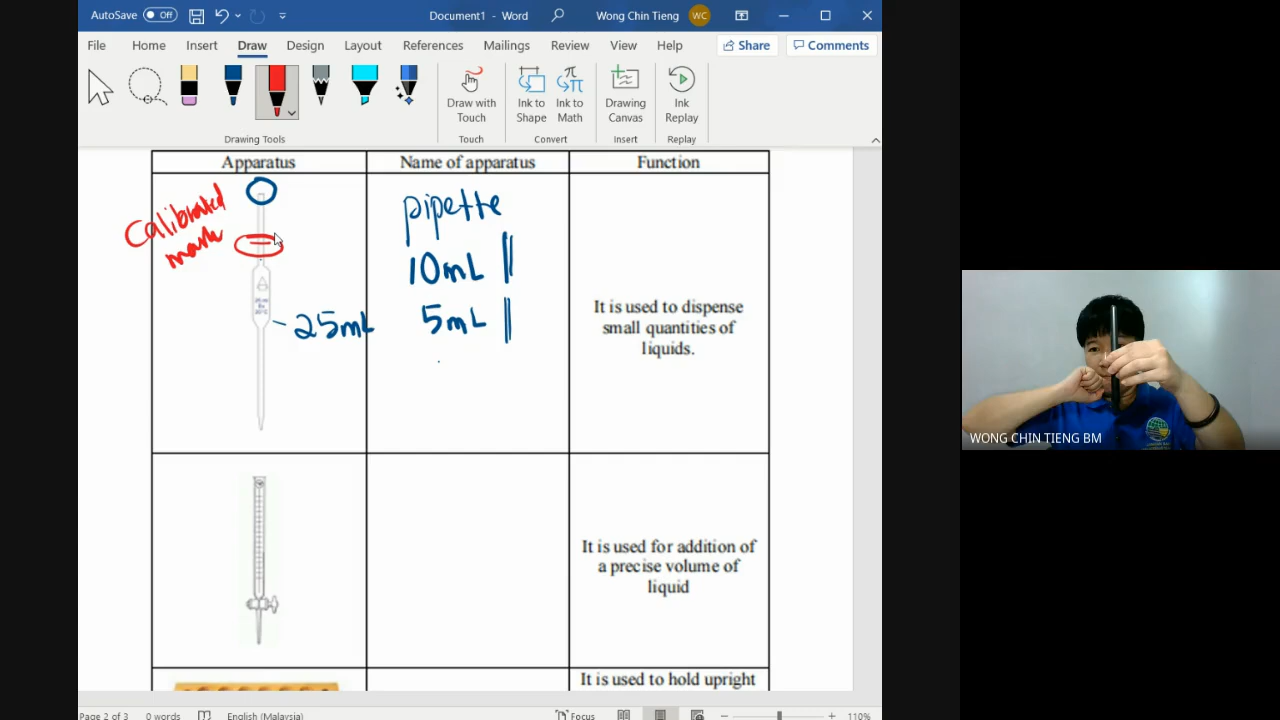 AutoSave Off
Document1 - Word
Wong Chin Tieng WC
File Home Insert Draw Design Layout References Mailings Review View Help Share Comments
Draw with Touch
Ink to Shape
Ink to Math
Drawing Canvas
Ink Replay
Drawing Tools Touch Convert Insert Replay
Apparatus Name of apparatus Function
Calibrated
mark
pipette
10mL
5mL
25mL
It is used to dispense
small quantities of
liquids.
It is used for addition of
a precise volume of
liquid
It is used to hold upright
WONG CHIN TIENG BM
Page 2 of 3 0 words English (Malaysia) Focus 110%